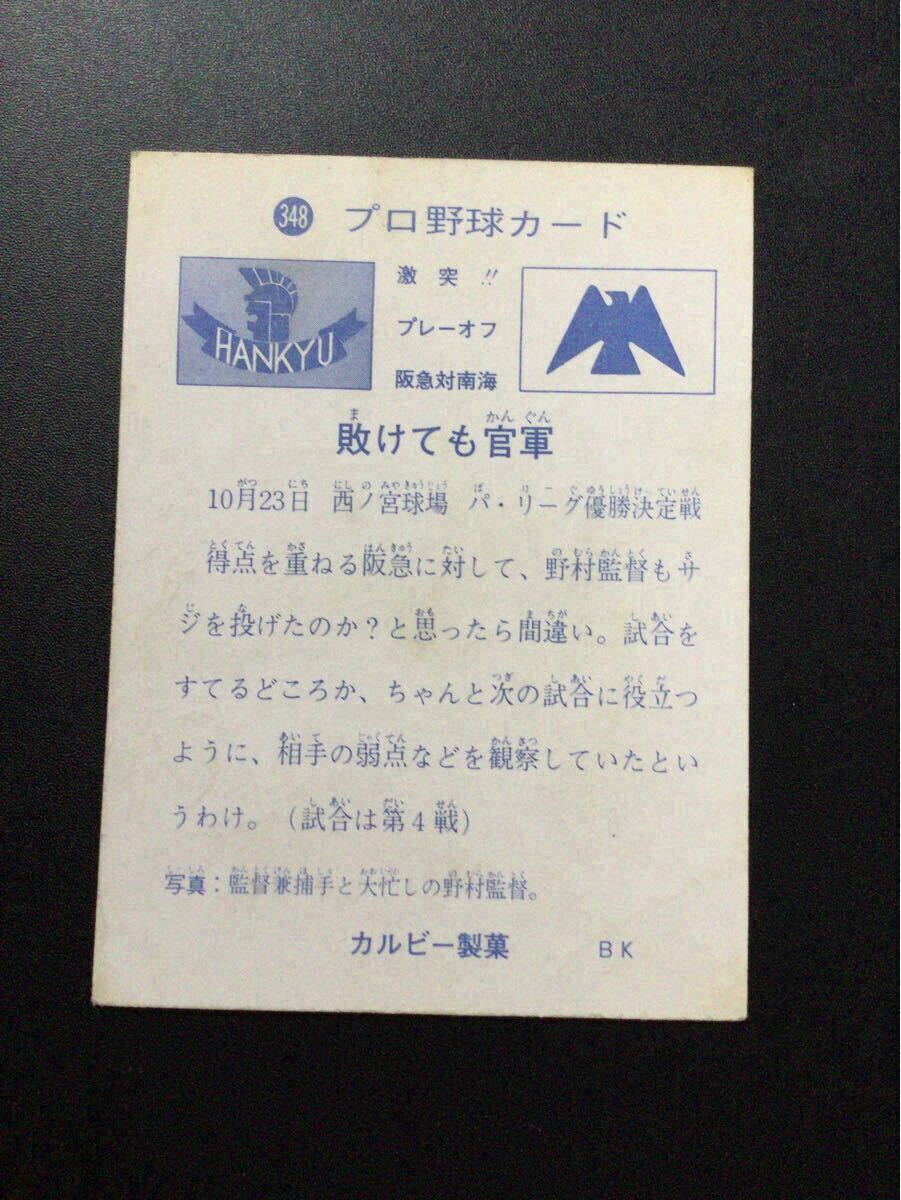 348 プロ野球カード
激突!!
HANKYU
プレーオフ
阪急対南海
敗けても官軍
10月23日 西ノ宮球場 パ・リーグ優勝決定戦
得点を重ねる阪急に対して、野村監督もサ
ジを投げたのか?と思ったら間違い。試合を
すてるどころか、ちゃんと次の試合に役立つ
ように、相手の弱点などを観察していたとい
うわけ。(試合は第4戦)
写真:監督兼捕手と大忙しの野村監督。
カルビー製菓 BK